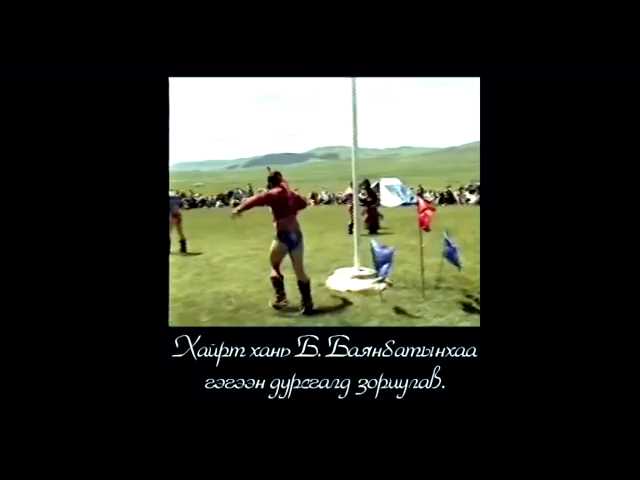 Хайрт хань Б. Баянбатынхаа
гэгээн дурсгалд зориулав.